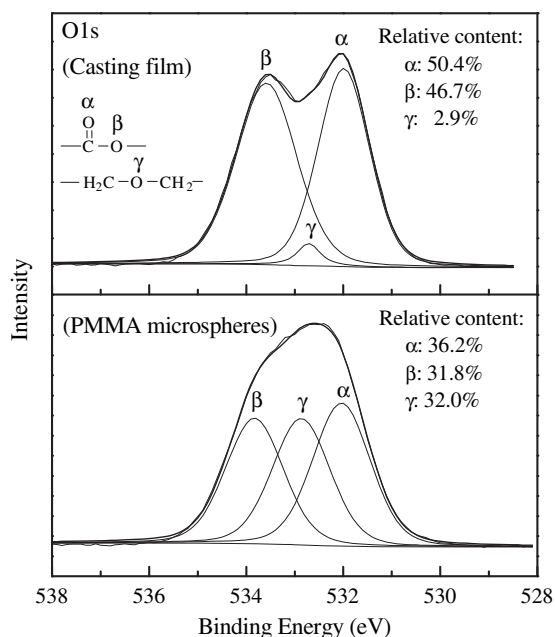 O1s
(Casting film)
β
α
Relative content:
α: 50.4%
β: 46.7%
γ: 2.9%
α
O
β
C O
γ
H₂C O CH₂
γ
(PMMA microspheres)
Relative content:
α: 36.2%
β: 31.8%
γ: 32.0%
β γ α
Intensity
538 536 534 532 530 528
Binding Energy (eV)